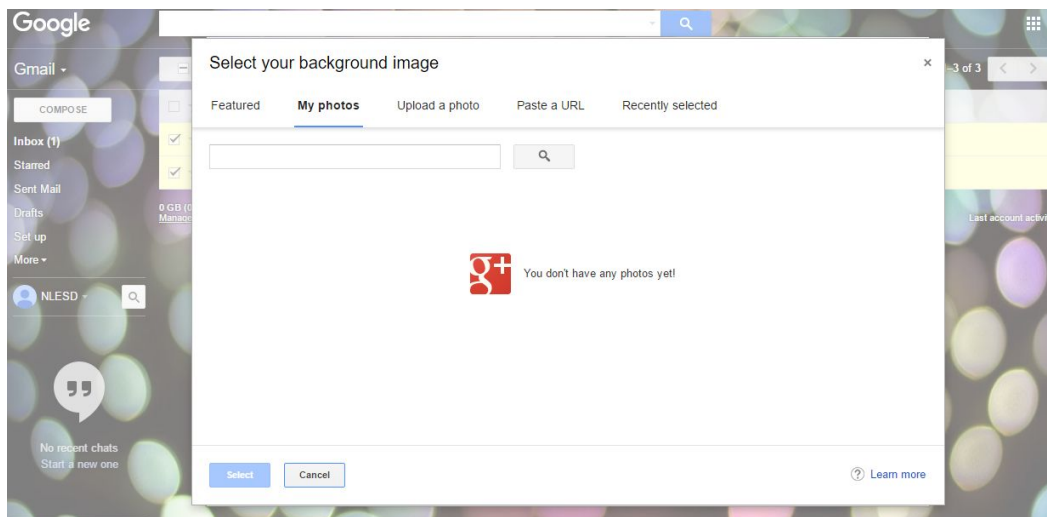 Google
Gmail
COMPOSE
Inbox (1)
Starred
Sent Mail
Drafts
Set up
More
NLESD
No recent chats
Start a new one
0 GB (0
Manage
Select your background image
×
Featured My photos Upload a photo Paste a URL Recently selected
g+ You don't have any photos yet!
Select Cancel ? Learn more
–3 of 3 < >
Last account activi